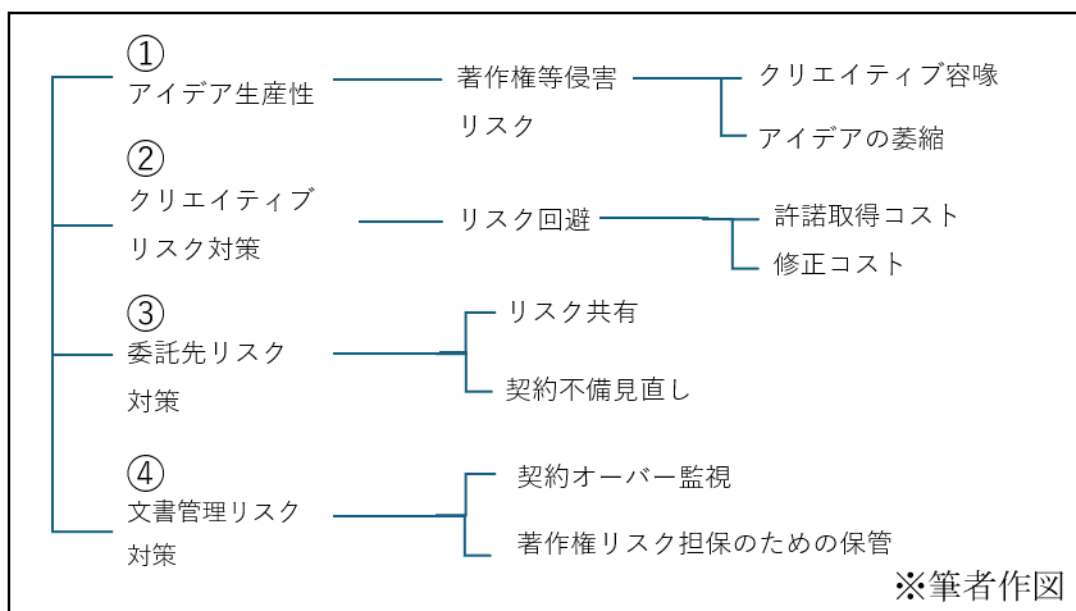 ①
アイデア生産性
著作権等侵害
リスク
クリエイティブ容喙
アイデアの萎縮
②
クリエイティブ
リスク対策
リスク回避
許諾取得コスト
修正コスト
③
委託先リスク
対策
リスク共有
契約不備見直し
④
文書管理リスク
対策
契約オーバー監視
著作権リスク担保のための保管
※筆者作図